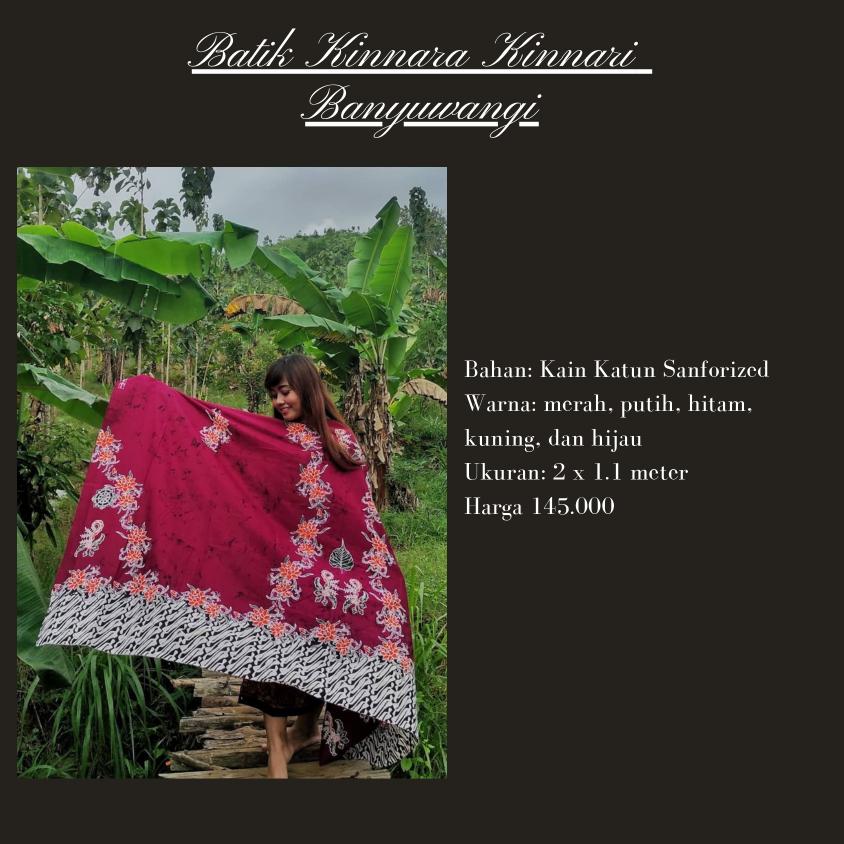 Batik Kinnara Kinnari
Banyuwangi
Bahan: Kain Katun Sanforized
Warna: merah, putih, hitam,
kuning, dan hijau
Ukuran: 2 x 1.1 meter
Harga 145.000